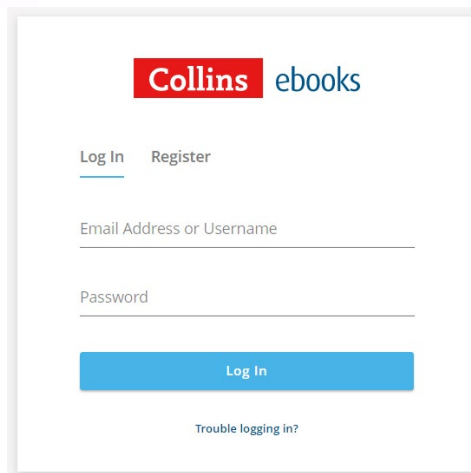 Collins ebooks
Log In Register
Email Address or Username
Password
Log In
Trouble logging in?